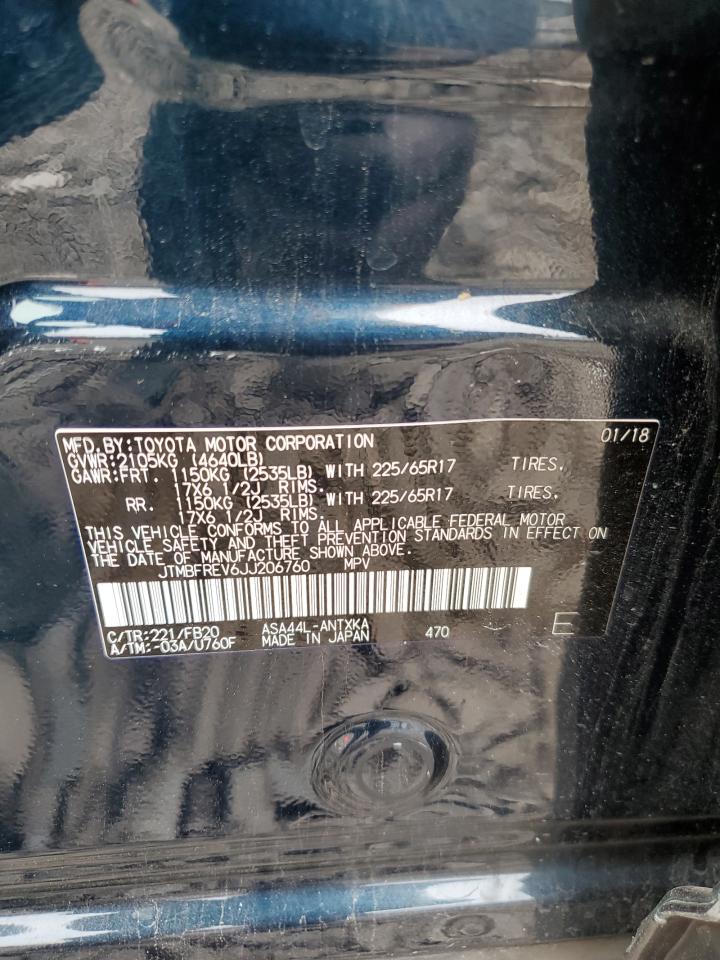 MFD.BY:TOYOTA MOTOR CORPORATION 01/18
GVWR:2105KG (4640LB)
GAWR:FRT. 1150KG (2535LB) WITH 225/65R17 TIRES,
17X6 1/2J RIMS.
RR. 1150KG (2535LB) WITH 225/65R17 TIRES,
17X6 1/2J RIMS.
THIS VEHICLE CONFORMS TO ALL APPLICABLE FEDERAL MOTOR
VEHICLE SAFETY AND THEFT PREVENTION STANDARDS IN EFFECT ON
THE DATE OF MANUFACTURE SHOWN ABOVE.
JTMBFREV6JJ206760 MPV
C/TR:221/FB20 ASA44L-ANTXKA
A/TM:-03A/U760F MADE IN JAPAN 470 E